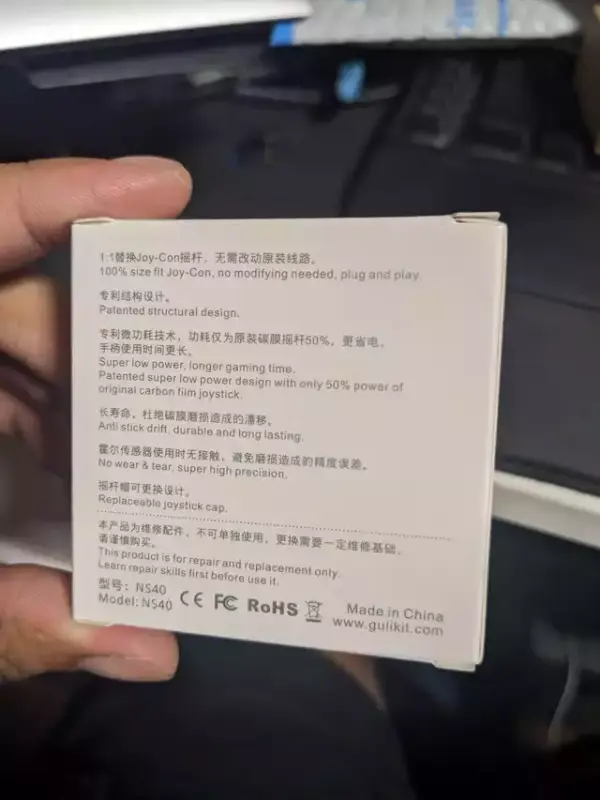 1:1替换Joy-Con摇杆，无需改动原装线路。
100% size fit Joy-Con, no modifying needed, plug and play.
专利结构设计。
Patented structural design.
专利微功耗技术，功耗仅为原装碳膜摇杆50%，更省电，
手柄使用时间更长。
Super low power, longer gaming time.
Patented super low power design with only 50% power of
original carbon film joystick.
长寿命，杜绝碳膜磨损造成的漂移。
Anti stick drift, durable and long lasting.
霍尔传感器使用时无接触，避免磨损造成的精度误差。
No wear & tear, super high precision.
摇杆帽可更换设计。
Replaceable joystick cap.
本产品为维修配件，不可单独使用，更换需要一定维修基础，
请谨慎购买。
This product is for repair and replacement only.
Learn repair skills first before use it.
型号：NS40
Model: NS40 CE FC RoHS Made in China
www.gulikit.com